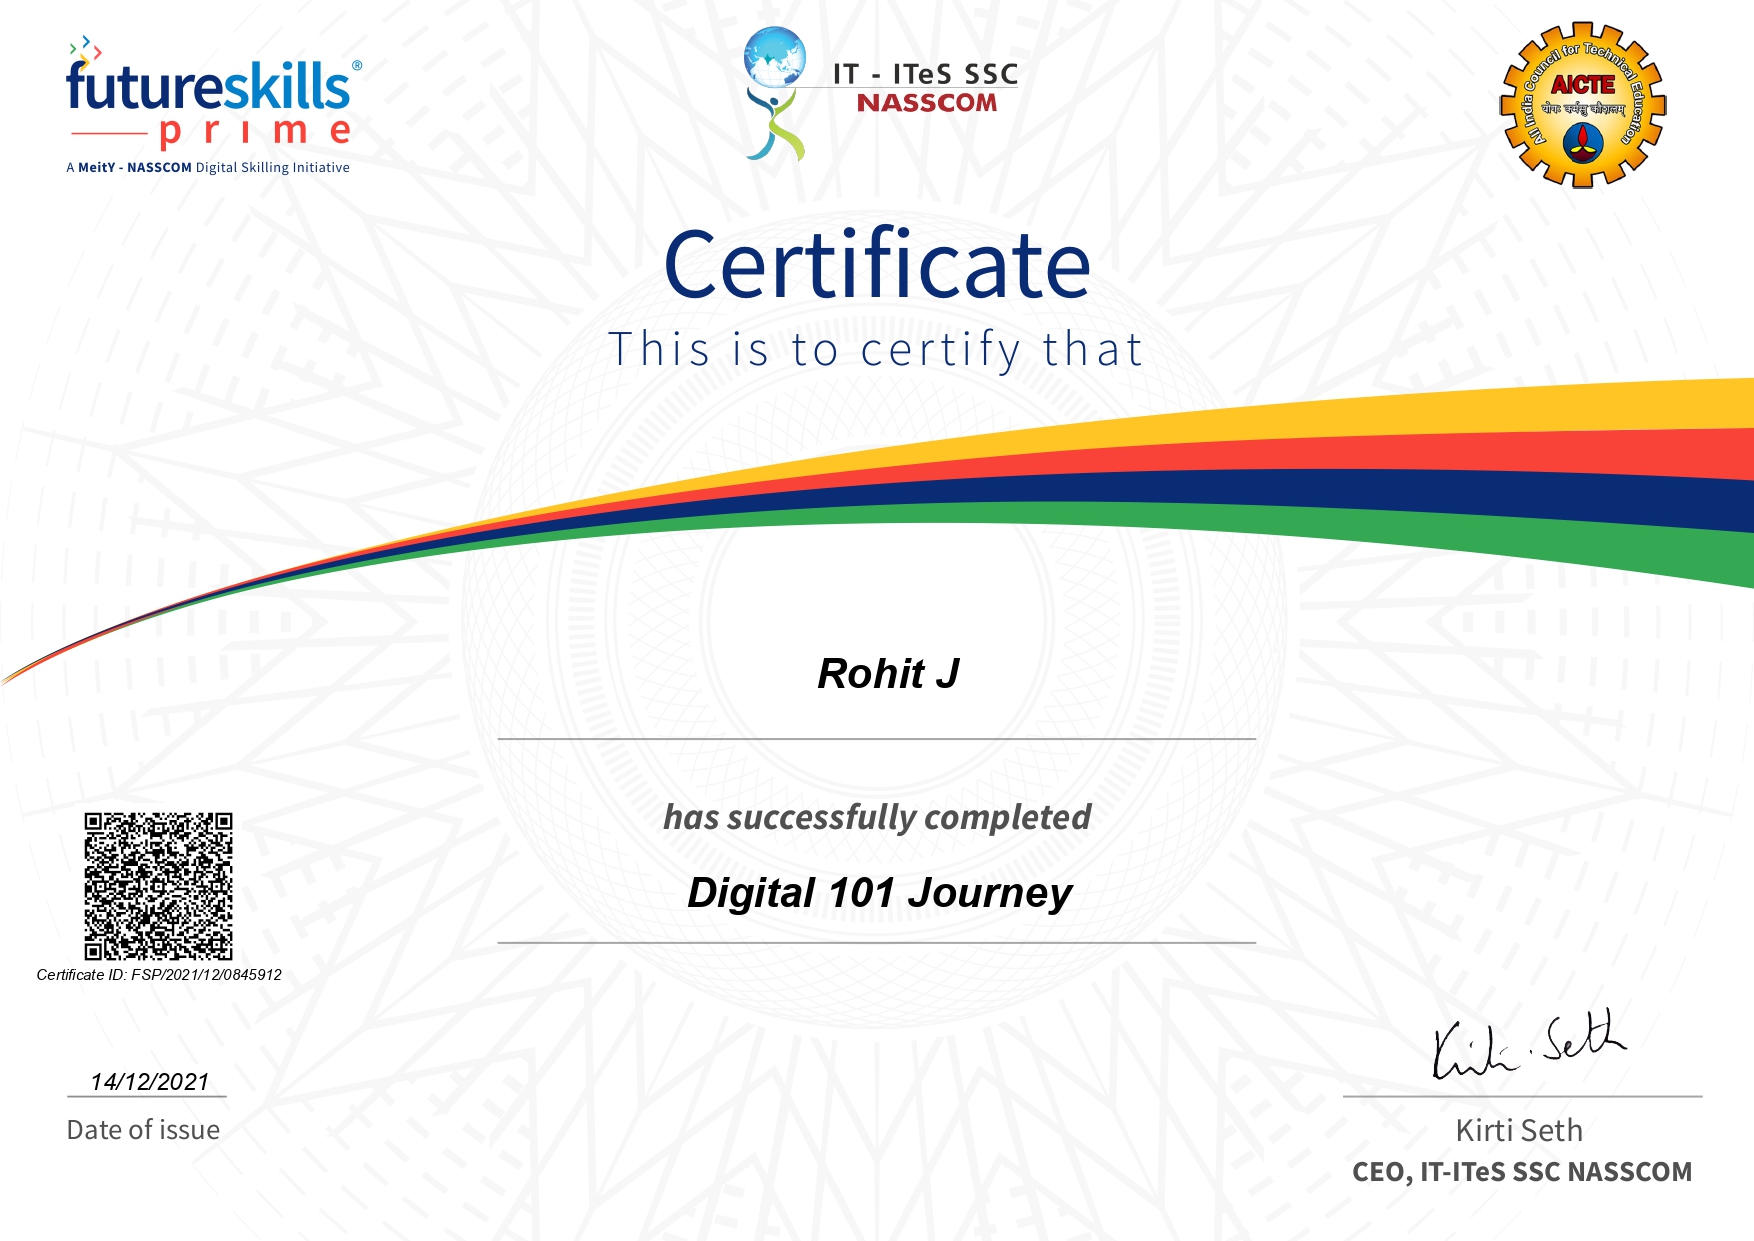 futureskills®
prime
A MeitY - NASSCOM Digital Skilling Initiative
IT - ITeS SSC
NASSCOM
All India Council for Technical Education
AICTE
योगः कर्मसु कौशलम्
Certificate
This is to certify that
Rohit J
has successfully completed
Digital 101 Journey
Certificate ID: FSP/2021/12/0845912
14/12/2021
Date of issue
Kirti Seth
Kirti Seth
CEO, IT-ITeS SSC NASSCOM